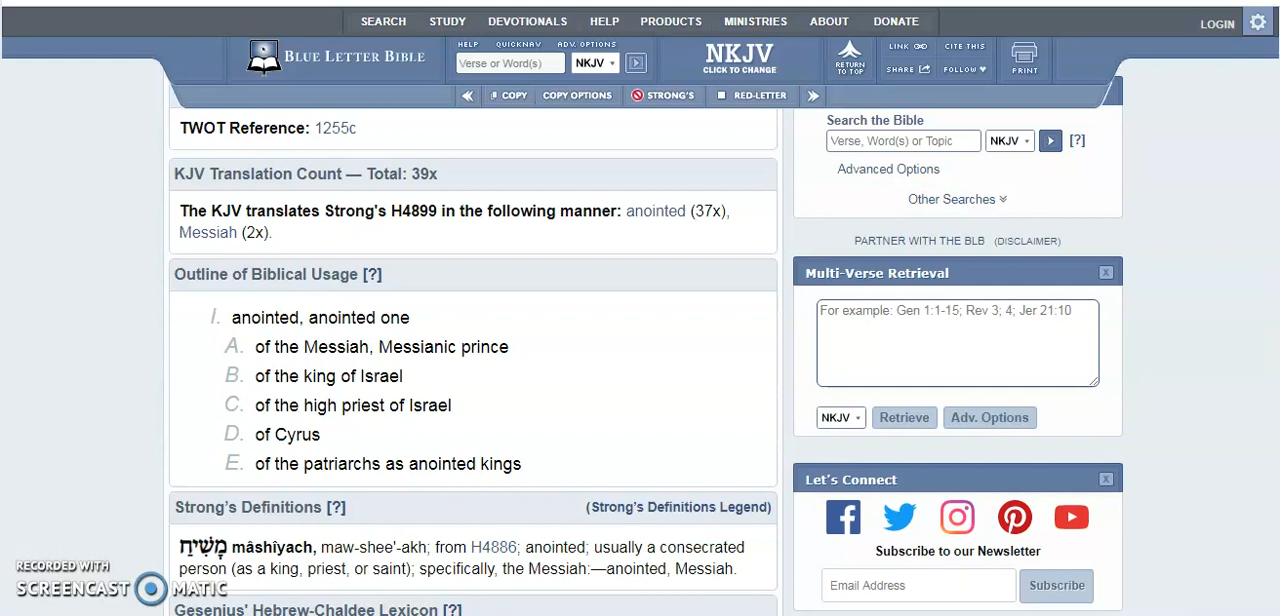 SEARCH STUDY DEVOTIONALS HELP PRODUCTS MINISTRIES ABOUT DONATE
LOGIN
BLUE LETTER BIBLE
HELP QUICKNAV ADV. OPTIONS
Verse or Word(s) NKJV
NKJV
CLICK TO CHANGE
RETURN TO TOP
LINK CITE THIS
SHARE FOLLOW
PRINT
COPY COPY OPTIONS STRONG'S RED-LETTER
TWOT Reference: 1255c
KJV Translation Count — Total: 39x
The KJV translates Strong's H4899 in the following manner: anointed (37x),
Messiah (2x).
Outline of Biblical Usage [?]
I. anointed, anointed one
A. of the Messiah, Messianic prince
B. of the king of Israel
C. of the high priest of Israel
D. of Cyrus
E. of the patriarchs as anointed kings
Strong's Definitions [?] (Strong's Definitions Legend)
מָשִׁיחַ mâshîyach, maw-shee'-akh; from H4886; anointed; usually a consecrated
person (as a king, priest, or saint); specifically, the Messiah:—anointed, Messiah.
Gesenius' Hebrew-Chaldee Lexicon [?]
Search the Bible
Verse, Word(s) or Topic NKJV [?]
Advanced Options
Other Searches
PARTNER WITH THE BLB (DISCLAIMER)
Multi-Verse Retrieval x
For example: Gen 1:1-15; Rev 3; 4; Jer 21:10
NKJV Retrieve Adv. Options
Let's Connect x
Subscribe to our Newsletter
Email Address Subscribe
RECORDED WITH
SCREENCAST MATIC